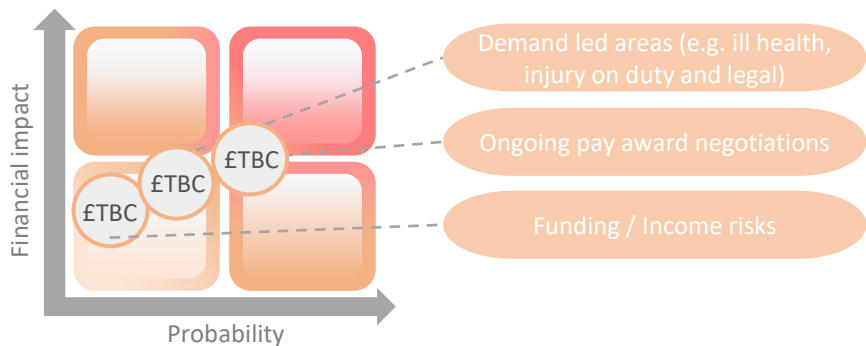 Financial impact
£TBC
£TBC
£TBC
Probability
Demand led areas (e.g. ill health,
injury on duty and legal)
Ongoing pay award negotiations
Funding / Income risks